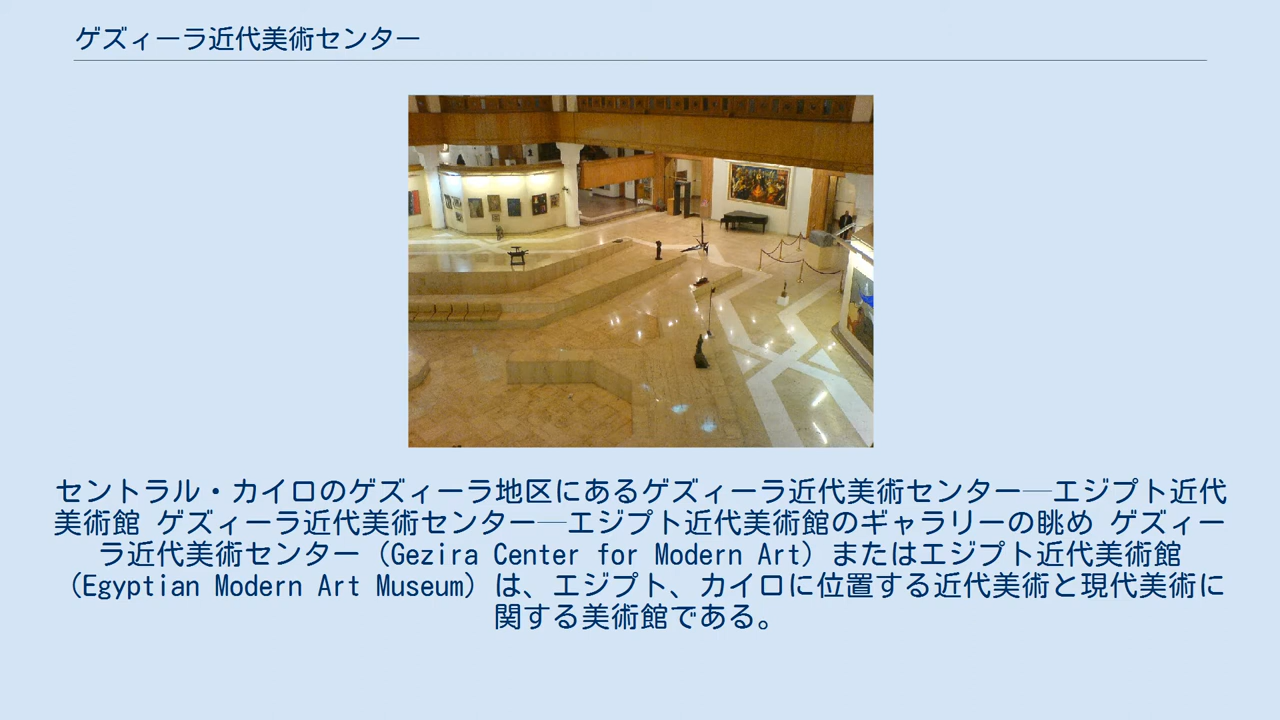 ゲズィーラ近代美術センター
セントラル・カイロのゲズィーラ地区にあるゲズィーラ近代美術センター─エジプト近代
美術館 ゲズィーラ近代美術センター─エジプト近代美術館のギャラリーの眺め ゲズィー
ラ近代美術センター（Gezira Center for Modern Art）またはエジプト近代美術館
（Egyptian Modern Art Museum）は、エジプト、カイロに位置する近代美術と現代美術に
関する美術館である。